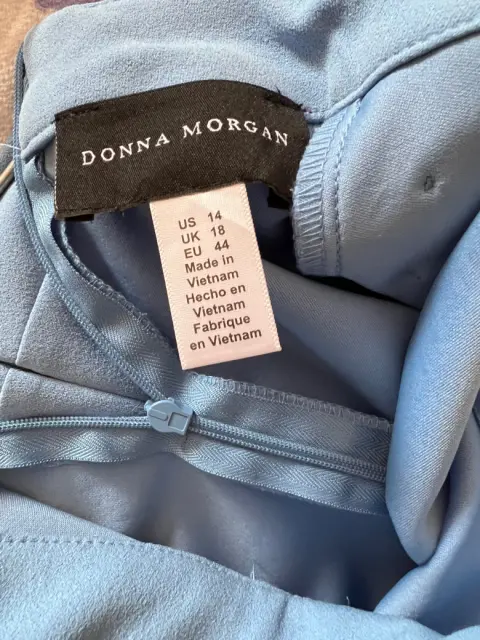 DONNA MORGAN
US 14
UK 18
EU 44
Made in
Vietnam
Hecho en
Vietnam
Fabrique
en Vietnam